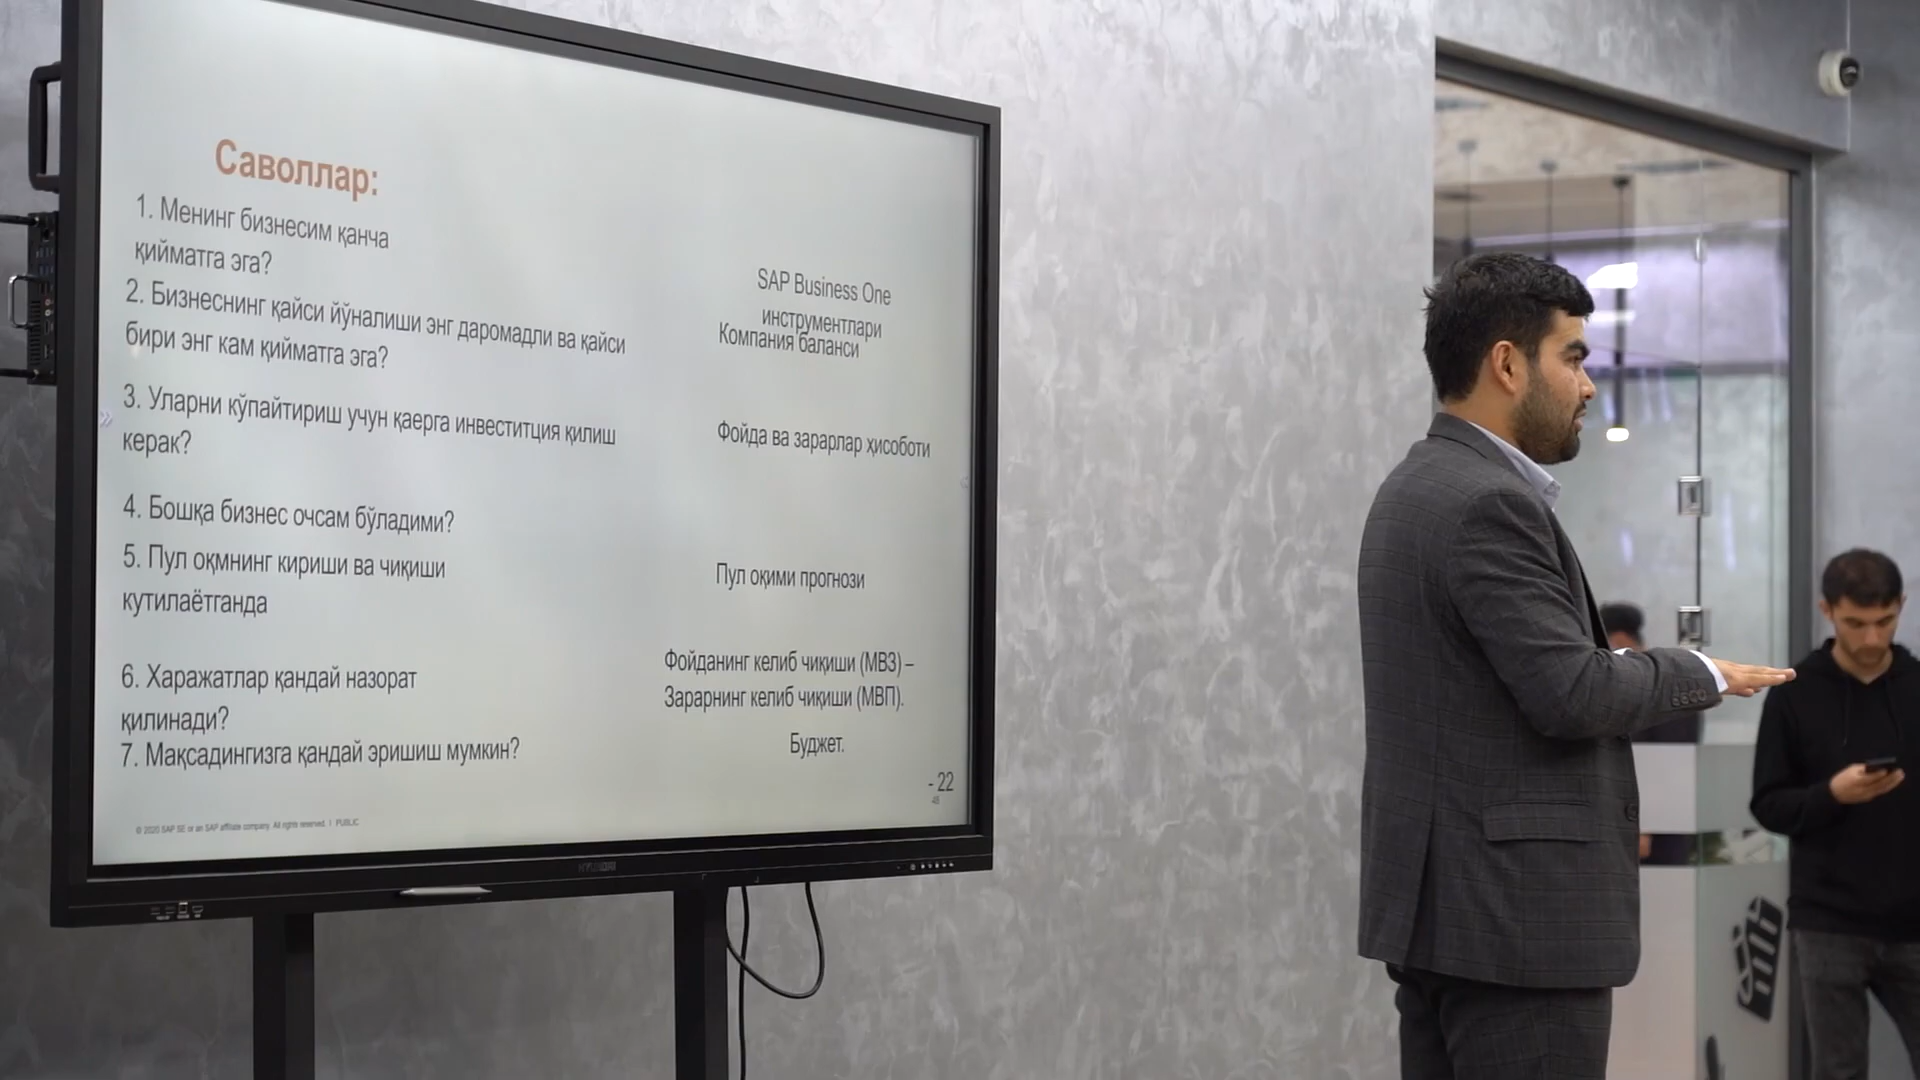 Саволлар:
1. Менинг бизнесим қанча
қийматга эга?
2. Бизнеснинг қайси йўналиши энг даромадли ва қайси
бири энг кам қийматга эга?
3. Уларни кўпайтириш учун қаерга инвеститция қилиш
керак?
4. Бошқа бизнес очсам бўладими?
5. Пул оқмнинг кириши ва чиқиши
кутилаётганда
6. Харажатлар қандай назорат
қилинади?
7. Мақсадингизга қандай эришиш мумкин?
SAP Business One
инструментлари
Компания баланси
Фойда ва зарарлар ҳисоботи
Пул оқими прогнози
Фойданинг келиб чиқиши (МВЗ) –
Зарарнинг келиб чиқиши (МВП).
Буджет.
- 22
48
© 2020 SAP SE or an SAP affiliate company. All rights reserved. | PUBLIC
HYUNDAI